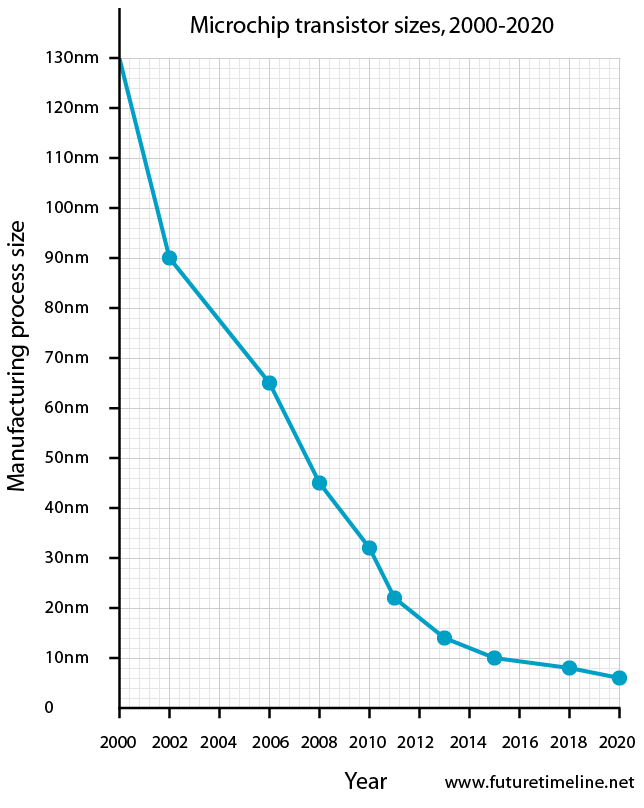 Microchip transistor sizes, 2000-2020
130nm
120nm
110nm
100nm
90nm
80nm
70nm
60nm
50nm
40nm
30nm
20nm
10nm
0
Manufacturing process size
2000 2002 2004 2006 2008 2010 2012 2014 2016 2018 2020
Year
www.futuretimeline.net